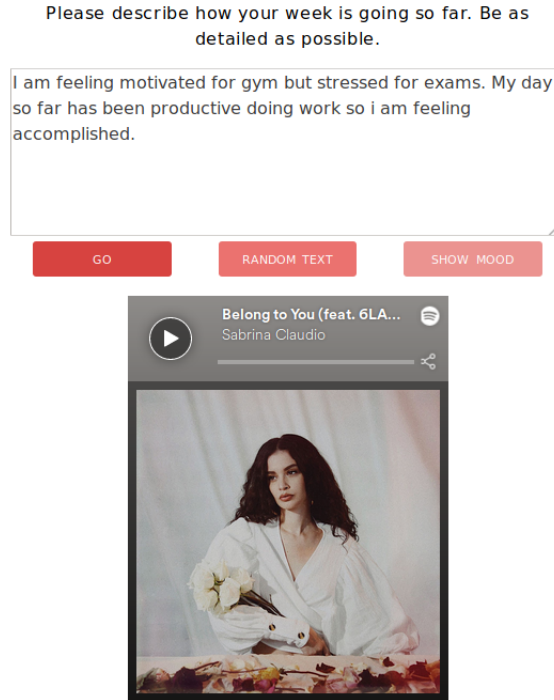 Please describe how your week is going so far. Be as
detailed as possible.
I am feeling motivated for gym but stressed for exams. My day
so far has been productive doing work so i am feeling
accomplished.
GO
RANDOM TEXT
SHOW MOOD
Belong to You (feat. 6LA...
Sabrina Claudio